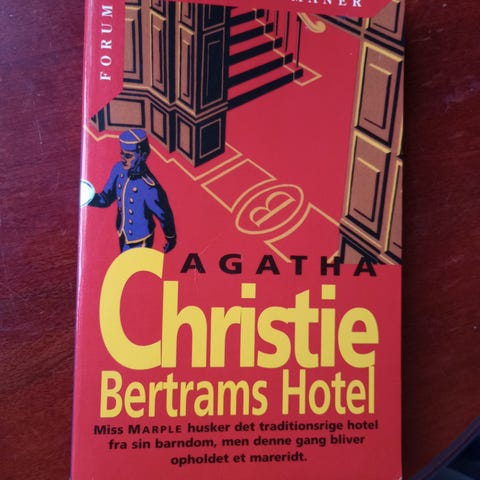 FORUM
AGATHA
Christie
Bertrams Hotel
Miss MARPLE husker det traditionsrige hotel
fra sin barndom, men denne gang bliver
opholdet et mareridt.
B